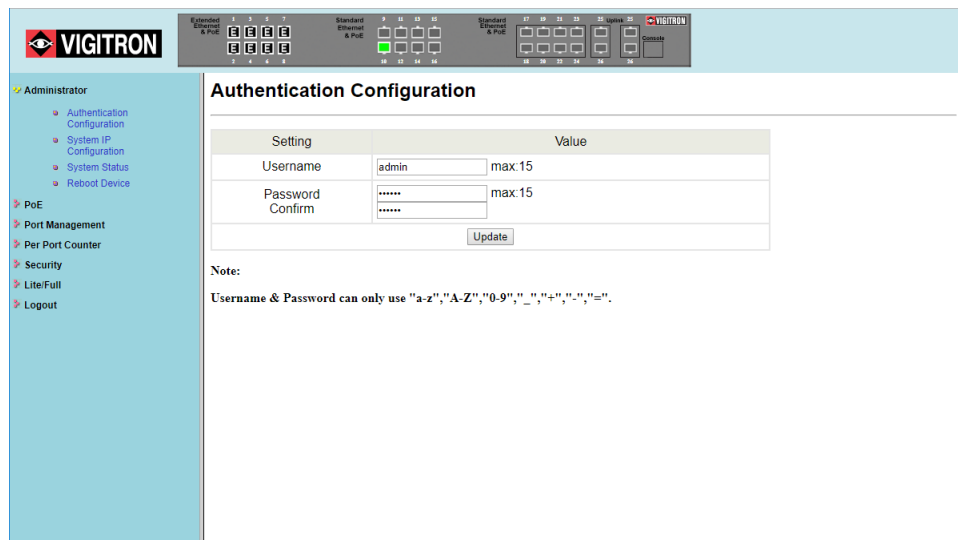 VIGITRON
Extended
Ethernet
& PoE
1 3 5 7
E E E E
E E E E
2 4 6 8
Standard
Ethernet
& PoE
9 11 13 15
10 12 14 16
Standard
Ethernet
& PoE
17 19 21 23
18 20 22 24
25 Uplink 25
26 26
VIGITRON
Console
Administrator
Authentication
Configuration
System IP
Configuration
System Status
Reboot Device
PoE
Port Management
Per Port Counter
Security
Lite/Full
Logout
Authentication Configuration
Setting Value
Username admin max:15
Password •••••• max:15
Confirm ••••••
Update
Note:
Username & Password can only use "a-z","A-Z","0-9","_","+","-","=".